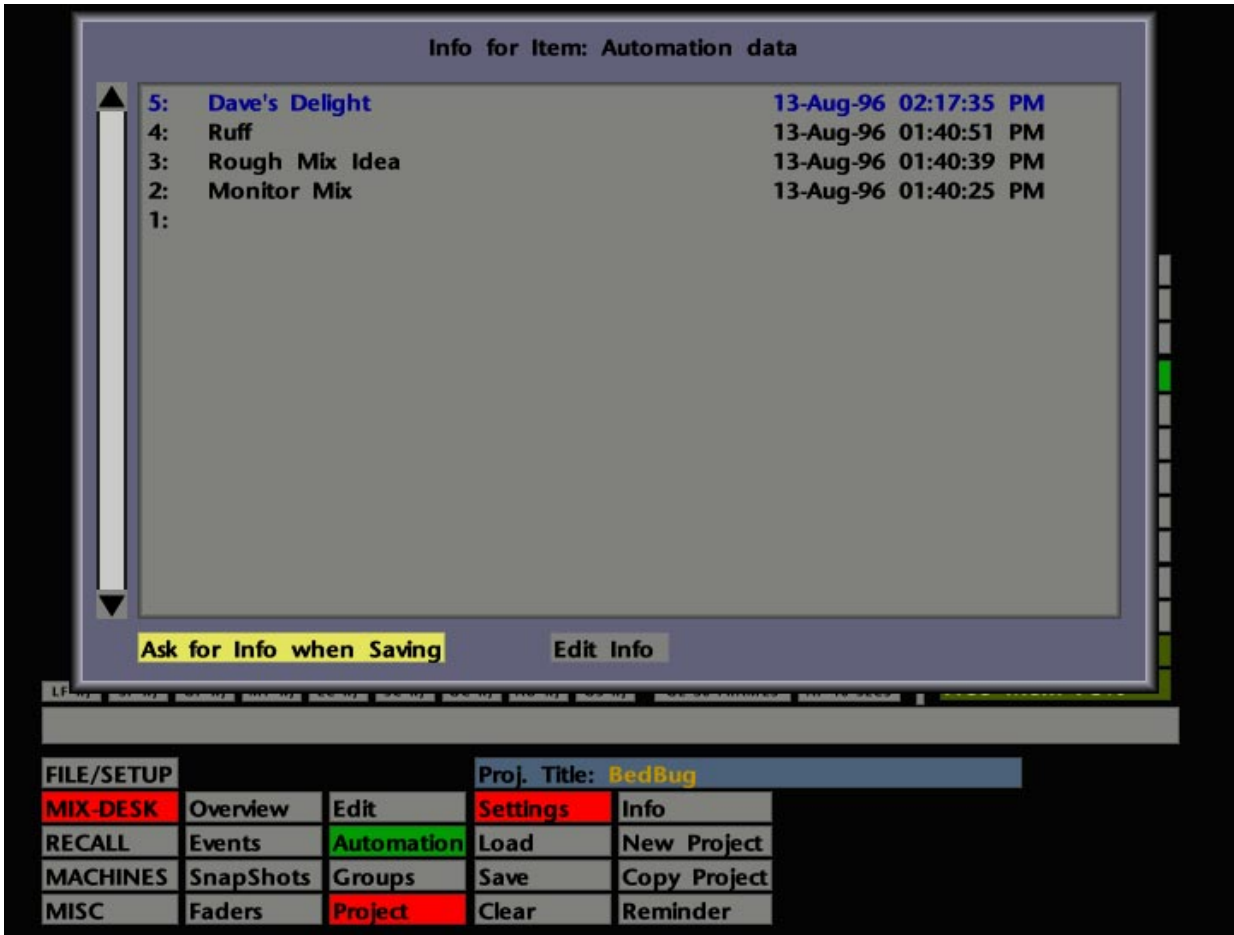 Info for Item: Automation data
5: Dave's Delight 13-Aug-96 02:17:35 PM
4: Ruff 13-Aug-96 01:40:51 PM
3: Rough Mix Idea 13-Aug-96 01:40:39 PM
2: Monitor Mix 13-Aug-96 01:40:25 PM
1:
Ask for Info when Saving Edit Info
FILE/SETUP Proj. Title: BedBug
MIX-DESK Overview Edit Settings Info
RECALL Events Automation Load New Project
MACHINES SnapShots Groups Save Copy Project
MISC Faders Project Clear Reminder